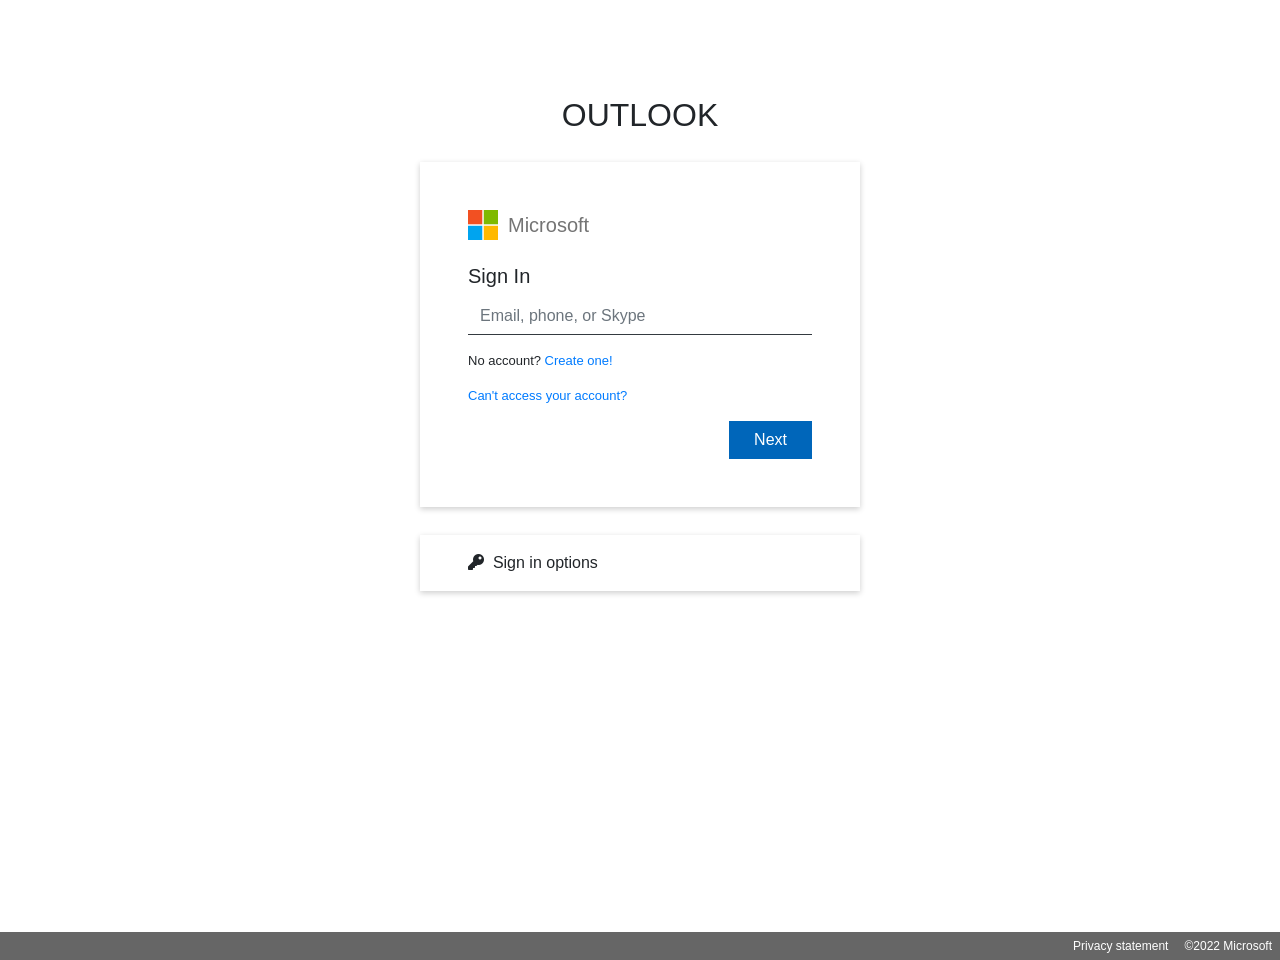 OUTLOOK
Microsoft
Sign In
Email, phone, or Skype
No account? Create one!
Can't access your account?
Next
Sign in options
Privacy statement ©2022 Microsoft